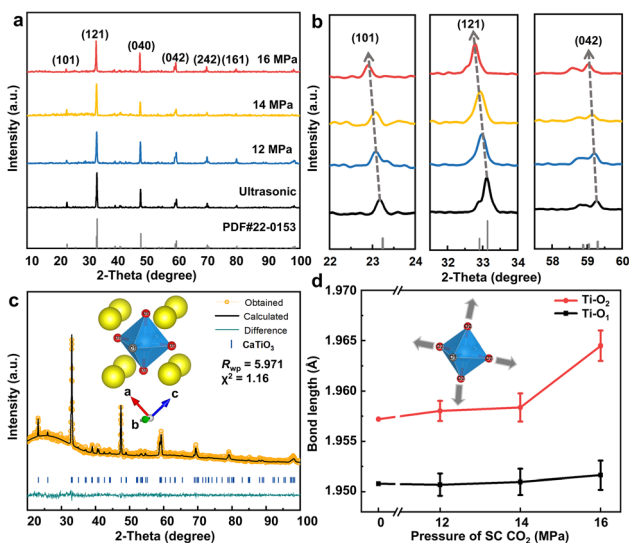 a
(121)
(101)
(040)
(042) (242) (161) 16 MPa
14 MPa
12 MPa
Ultrasonic
PDF#22-0153
Intensity (a.u.)
10 20 30 40 50 60 70 80 90 100
2-Theta (degree)
b
(101)
(121)
(042)
Intensity (a.u.)
22 23 24
31 32 33 34
58 59 60
2-Theta (degree)
c
Obtained
Calculated
Difference
CaTiO3
Rwp = 5.971
χ2 = 1.16
a
c
b
Intensity (a.u.)
20 30 40 50 60 70 80 90 100
2-Theta (degree)
d
1.970
1.965
1.960
1.955
1.950
Bond length (Å)
Ti-O2
Ti-O1
0 12 14 16
Pressure of SC CO2 (MPa)